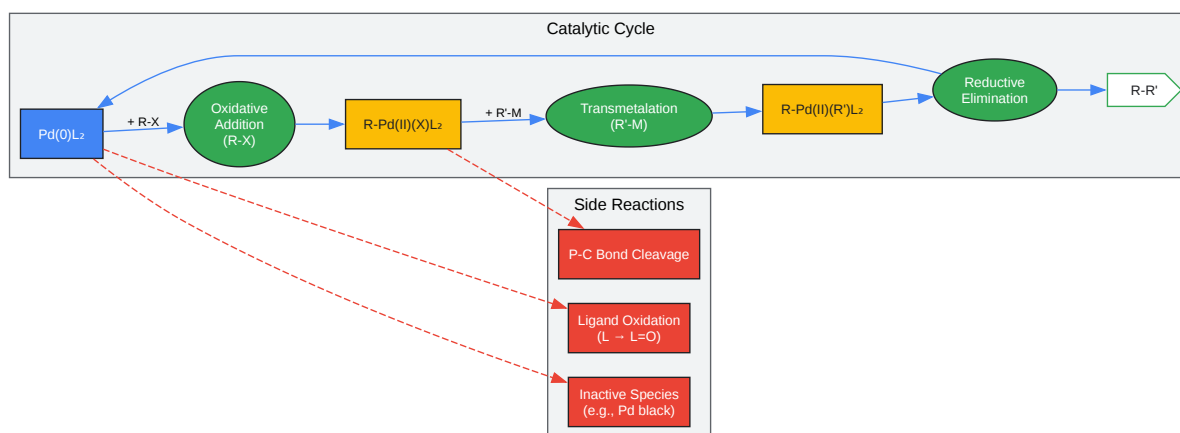 Catalytic Cycle
Pd(0)L₂
+ R-X
Oxidative
Addition
(R-X)
R-Pd(II)(X)L₂
+ R'-M
Transmetalation
(R'-M)
R-Pd(II)(R')L₂
Reductive
Elimination
R-R'
Side Reactions
P-C Bond Cleavage
Ligand Oxidation
(L → L=O)
Inactive Species
(e.g., Pd black)